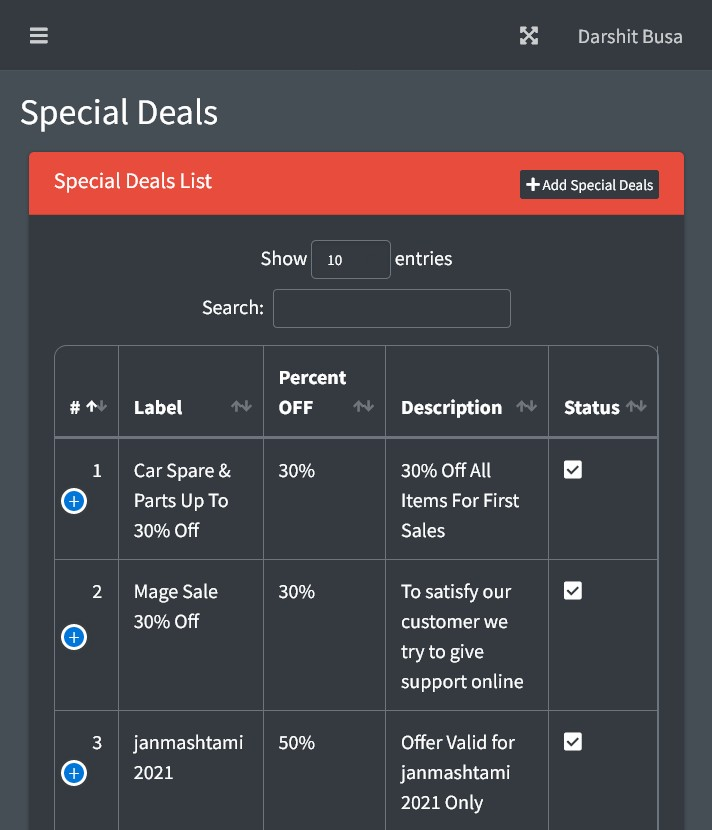 Darshit Busa
Special Deals
Special Deals List
Add Special Deals
Show 10 entries
Search:
# Label Percent OFF Description Status
1 Car Spare & Parts Up To 30% Off 30% 30% Off All Items For First Sales
2 Mage Sale 30% Off 30% To satisfy our customer we try to give support online
3 janmashtami 2021 50% Offer Valid for janmashtami 2021 Only